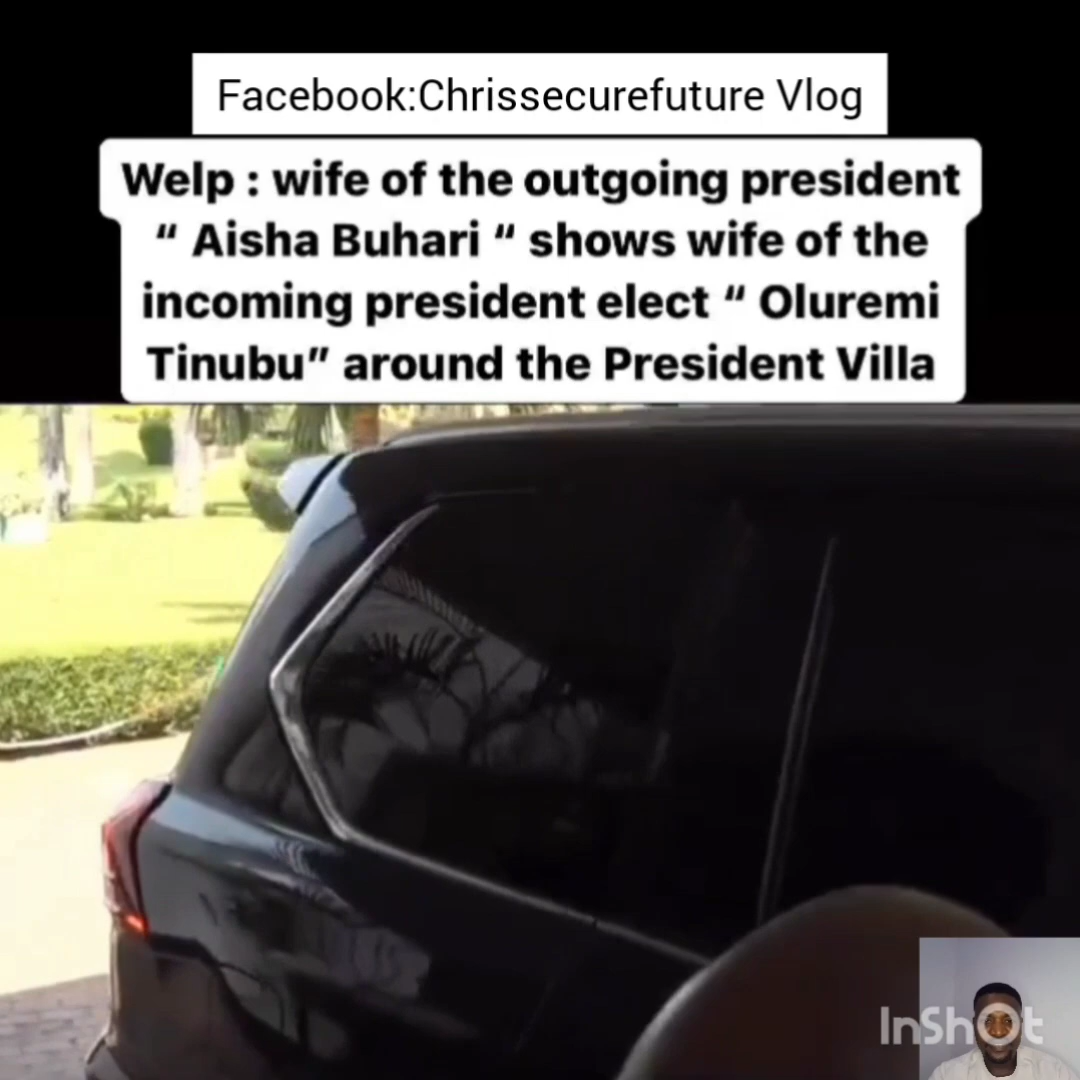 Facebook:Chrissecurefuture Vlog
Welp : wife of the outgoing president
“ Aisha Buhari “ shows wife of the
incoming president elect “ Oluremi
Tinubu” around the President Villa
InShOt